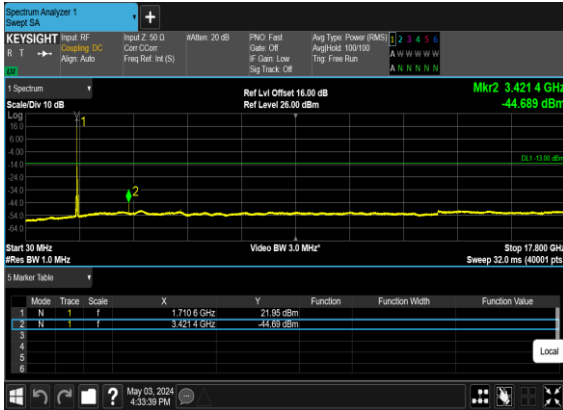 Spectrum Analyzer 1
Swept SA
+
KEYSIGHT Input: RF Input Z: 50 Ω #Atten: 20 dB PNO: Fast Avg Type: Power (RMS) 1 2 3 4 5 6
R T Coupling: DC Corr CCorr Gate: Off Avg|Hold: 100/100 A W W W W W
Align: Auto Freq Ref: Int (S) IF Gain: Low Trig: Free Run
Sig Track: Off A N N N N N
1 Spectrum
Scale/Div 10 dB
Ref Lvl Offset 16.00 dB
Ref Level 26.00 dBm
Mkr2 3.421 4 GHz
-44.689 dBm
Log
16.0
6.00
-4.00
-14.0
-24.0
-34.0
-44.0
-54.0
-64.0
1
2
DL1 -13.00 dBm
Start 30 MHz Video BW 3.0 MHz* Stop 17.800 GHz
#Res BW 1.0 MHz Sweep 32.0 ms (40001 pts)
5 Marker Table
Mode Trace Scale X Y Function Function Width Function Value
1 N 1 f 1.710 6 GHz 21.95 dBm
2 N 1 f 3.421 4 GHz -44.69 dBm
3
4
5
6
Local
? May 03, 2024
4:33:39 PM